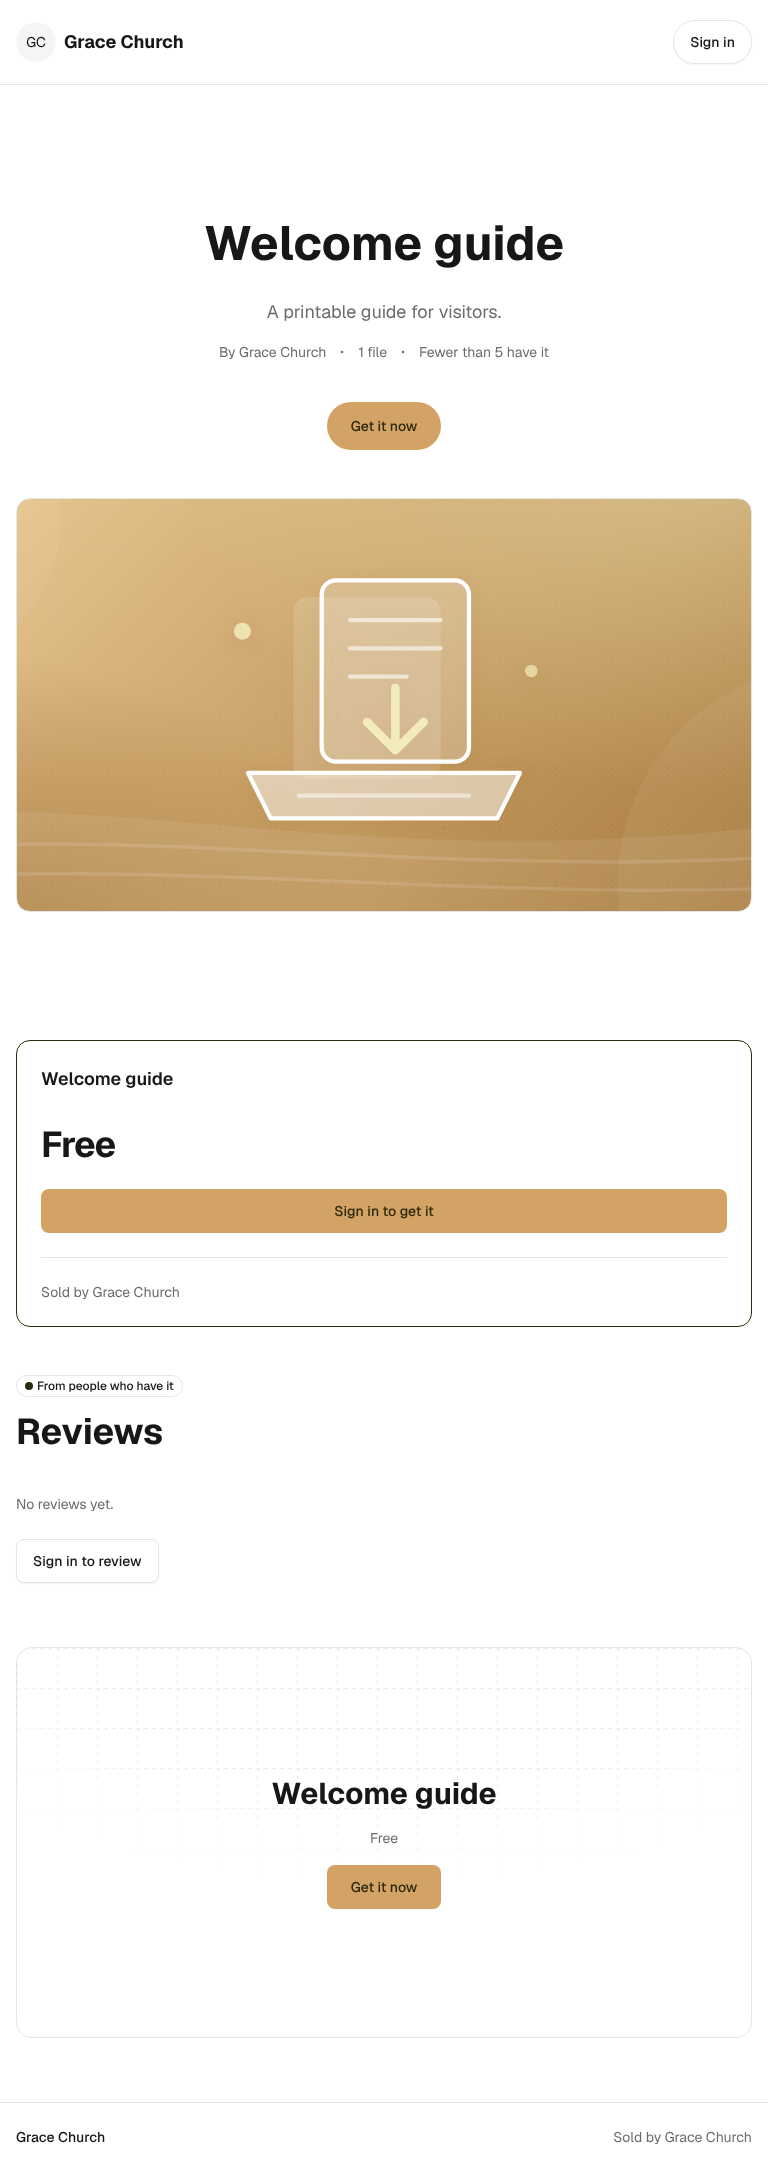 GC Grace Church Sign in
Welcome guide
A printable guide for visitors.
By Grace Church • 1 file • Fewer than 5 have it
Get it now
Welcome guide
Free
Sign in to get it
Sold by Grace Church
From people who have it
Reviews
No reviews yet.
Sign in to review
Welcome guide
Free
Get it now
Grace Church Sold by Grace Church